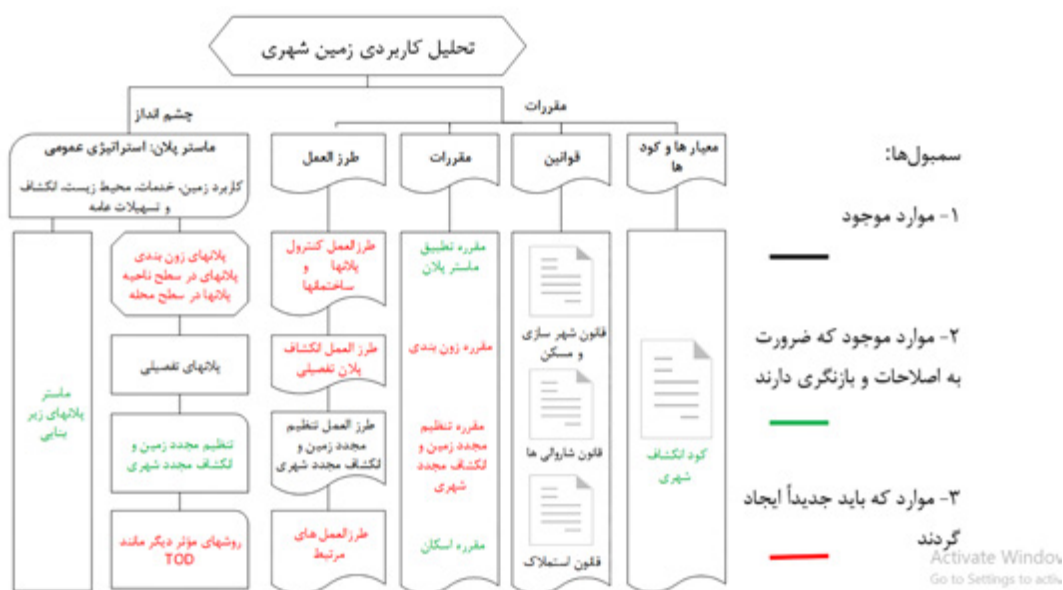 تحلیل کاربردی زمین شهری
مقررات
چشم انداز
معیار ها و کود
ها
قوانین
مقررات
طرز العمل
ماستر پلان: استراتیژی عمومی
کاربرد زمین، خدمات، محیط زیست، انکشاف
و تسهیلات عامه
کود انکشاف
شهری
قانون شهر سازی
و مسکن
قانون شاروالی ها
قانون استملاک
مقرره تطبیق
ماستر پلان
مقرره زون بندی
مقرره تنظیم
مجدد زمین و
انکشاف مجدد
شهری
مقرره اسکان
طرزالعمل کنترول
پلانها و
ساختمانها
طرز العمل انکشاف
پلان تفصیلی
طرز العمل تنظیم
مجدد زمین و
انکشاف مجدد شهری
طرزالعمل های
مرتبط
پلانهای زون بندی
پلانهای در سطح ناحیه
پلانها در سطح محله
پلانهای تفصیلی
تنظیم مجدد زمین و
انکشاف مجدد شهری
روشهای مؤثر دیگر مانند
TOD
ماستر
پلانهای زیر
بنایی
سمبول‌ها:
۱- موارد موجود
۲- موارد موجود که ضرورت
به اصلاحات و بازنگری دارند
۳- موارد که باید جدیداً ایجاد
گردند
Activate Windov
Go to Settings to activ